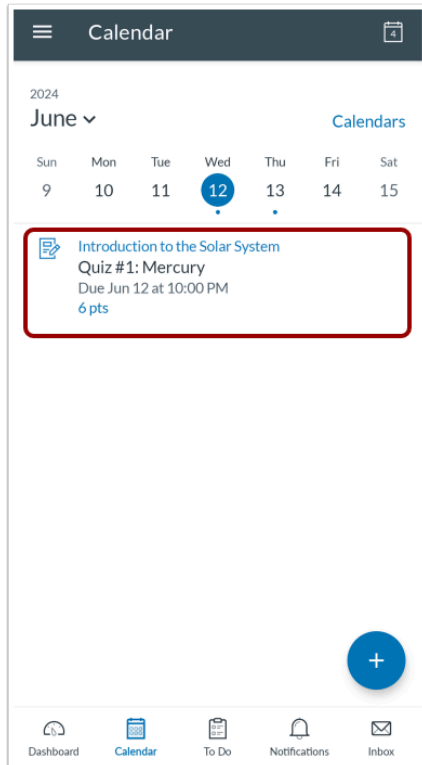 Calendar
4
2024
June
Calendars
Sun Mon Tue Wed Thu Fri Sat
9 10 11 12 13 14 15
Introduction to the Solar System
Quiz #1: Mercury
Due Jun 12 at 10:00 PM
6 pts
+
Dashboard Calendar To Do Notifications Inbox